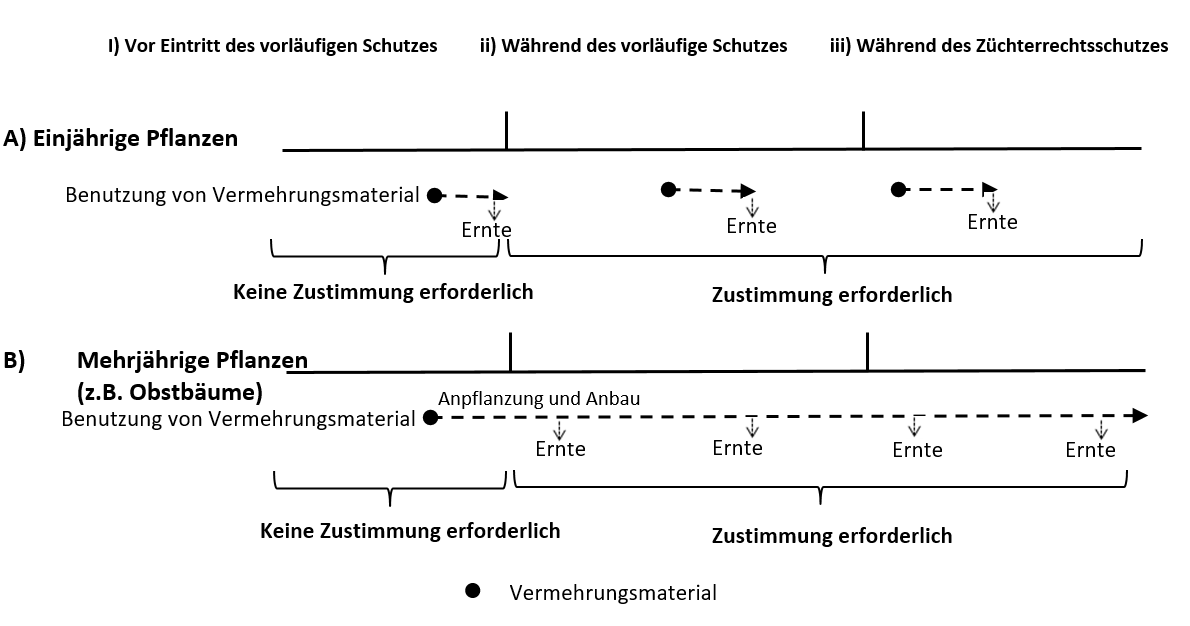 I) Vor Eintritt des vorläufigen Schutzes ii) Während des vorläufige Schutzes iii) Während des Züchterrechtsschutzes
A) Einjährige Pflanzen
Benutzung von Vermehrungsmaterial
Ernte Ernte Ernte
Keine Zustimmung erforderlich Zustimmung erforderlich
B) Mehrjährige Pflanzen
(z.B. Obstbäume)
Anpflanzung und Anbau
Benutzung von Vermehrungsmaterial
Ernte Ernte Ernte Ernte
Keine Zustimmung erforderlich Zustimmung erforderlich
Vermehrungsmaterial